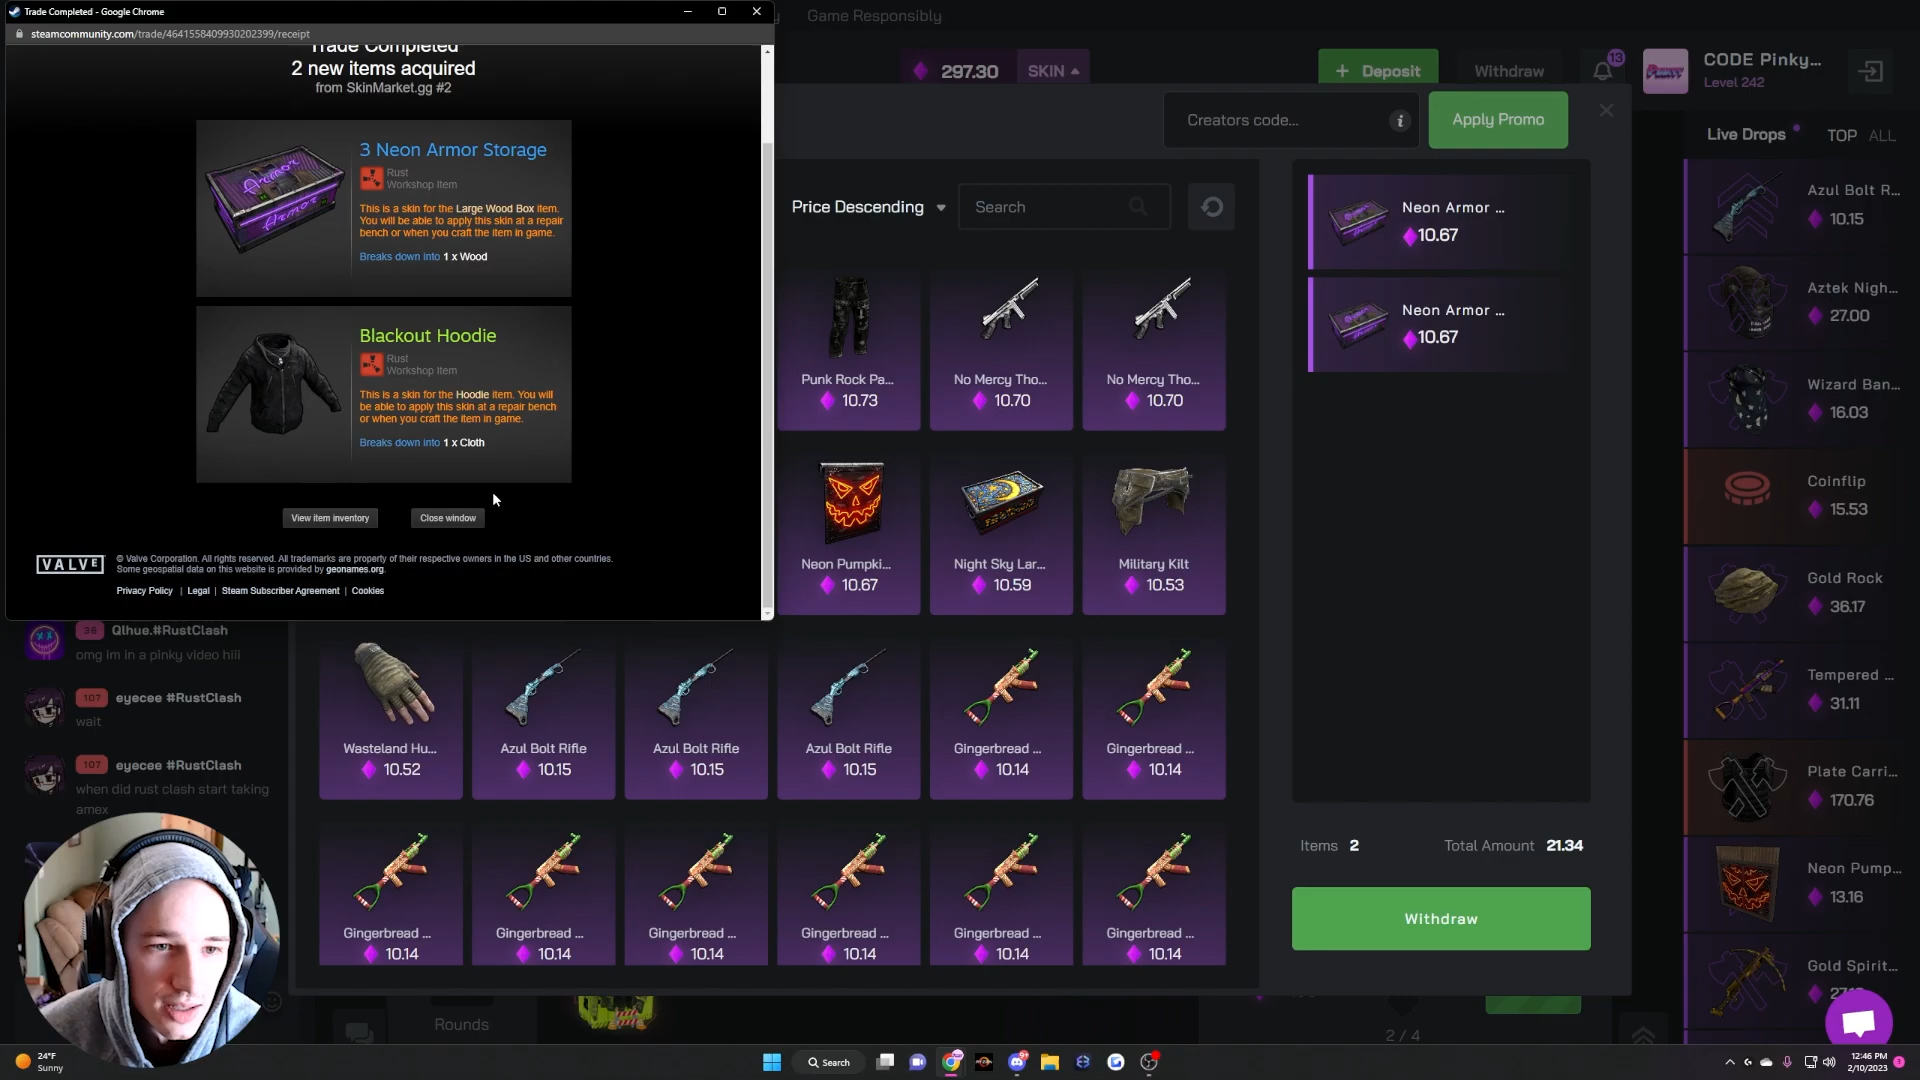 Trade Completed - Google Chrome
steamcommunity.com/trade/4641558409930202399/receipt
Trade Completed
2 new items acquired
from SkinMarket.gg #2
3 Neon Armor Storage
Rust
Workshop Item
This is a skin for the Large Wood Box item.
You will be able to apply this skin at a repair
bench or when you craft the item in game.
Breaks down into 1 x Wood
Blackout Hoodie
Rust
Workshop Item
This is a skin for the Hoodie item. You will
be able to apply this skin at a repair bench
or when you craft the item in game.
Breaks down into 1 x Cloth
View item inventory
Close window
VALVE
© Valve Corporation. All rights reserved. All trademarks are property of their respective owners in the US and other countries.
Some geospatial data on this website is provided by geonames.org.
Privacy Policy | Legal | Steam Subscriber Agreement | Cookies
Game Responsibly
297.30
SKIN
+ Deposit
Withdraw
13
CODE Pinky...
Level 242
Creators code...
Apply Promo
Price Descending
Search
Neon Armor ...
10.67
Neon Armor ...
10.67
Punk Rock Pa...
10.73
No Mercy Tho...
10.70
No Mercy Tho...
10.70
Neon Pumpki...
10.67
Night Sky Lar...
10.59
Military Kilt
10.53
Wasteland Hu...
10.52
Azul Bolt Rifle
10.15
Azul Bolt Rifle
10.15
Azul Bolt Rifle
10.15
Gingerbread ...
10.14
Gingerbread ...
10.14
Gingerbread ...
10.14
Gingerbread ...
10.14
Gingerbread ...
10.14
Gingerbread ...
10.14
Gingerbread ...
10.14
Gingerbread ...
10.14
Items 2
Total Amount 21.34
Withdraw
Live Drops
TOP ALL
Azul Bolt R...
10.15
Aztek Nigh...
27.00
Wizard Ban...
16.03
Coinflip
15.53
Gold Rock
36.17
Tempered ...
31.11
Plate Carri...
170.76
Neon Pump...
13.16
Gold Spirit...
36 Qlhue.#RustClash
omg im in a pinky video hiii
107 eyecee #RustClash
wait
107 eyecee #RustClash
when did rust clash start taking
amex
Rounds
2 / 4
24°F
Sunny
Search
12:46 PM
2/10/2023